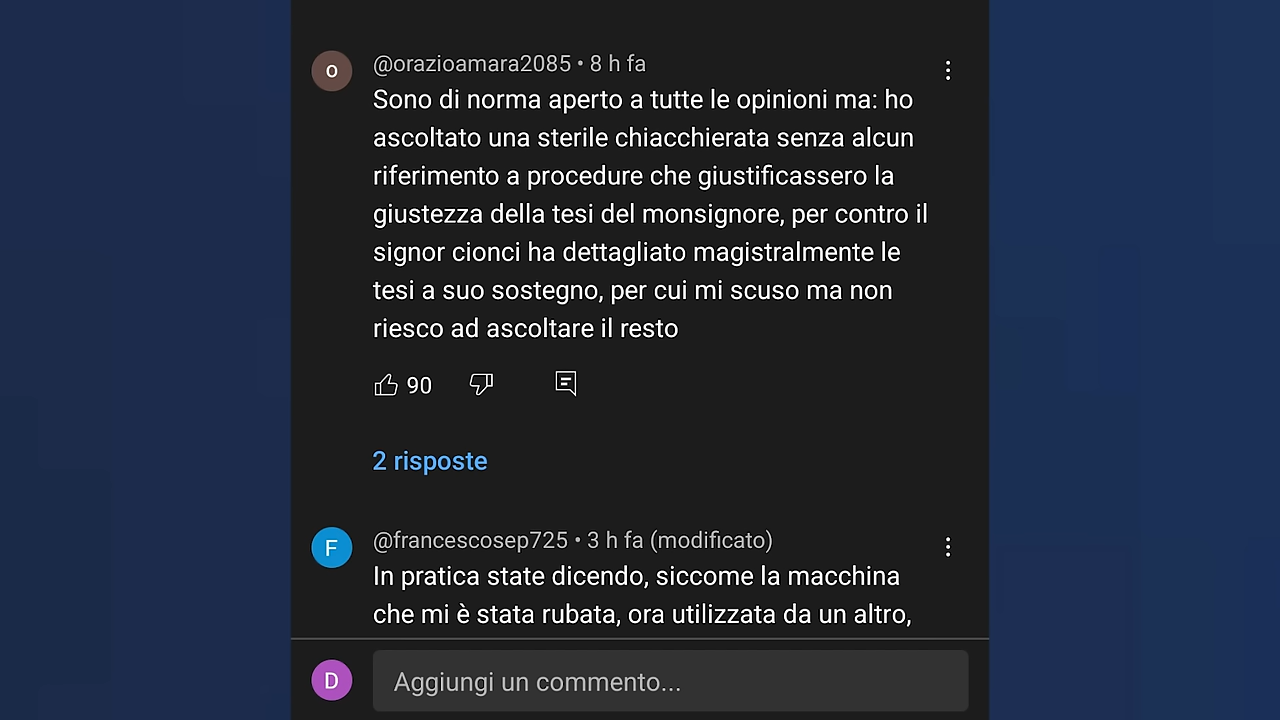 O
@orazioamara2085 • 8 h fa
Sono di norma aperto a tutte le opinioni ma: ho
ascoltato una sterile chiacchierata senza alcun
riferimento a procedure che giustificassero la
giustezza della tesi del monsignore, per contro il
signor cionci ha dettagliato magistralmente le
tesi a suo sostegno, per cui mi scuso ma non
riesco ad ascoltare il resto
90
2 risposte
F
@francescosep725 • 3 h fa (modificato)
In pratica state dicendo, siccome la macchina
che mi è stata rubata, ora utilizzata da un altro,
D
Aggiungi un commento...